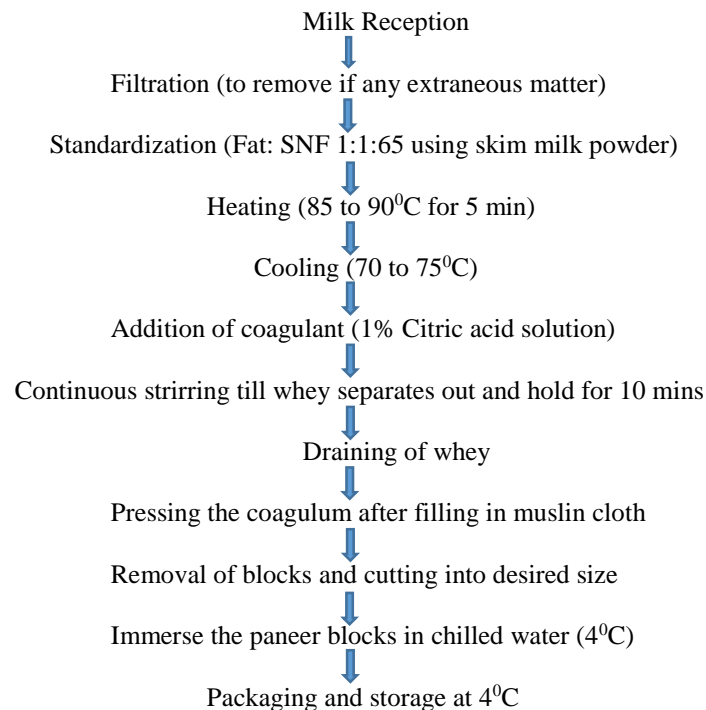 Milk Reception
Filtration (to remove if any extraneous matter)
Standardization (Fat: SNF 1:1:65 using skim milk powder)
Heating (85 to 90⁰C for 5 min)
Cooling (70 to 75⁰C)
Addition of coagulant (1% Citric acid solution)
Continuous strirring till whey separates out and hold for 10 mins
Draining of whey
Pressing the coagulum after filling in muslin cloth
Removal of blocks and cutting into desired size
Immerse the paneer blocks in chilled water (4⁰C)
Packaging and storage at 4⁰C